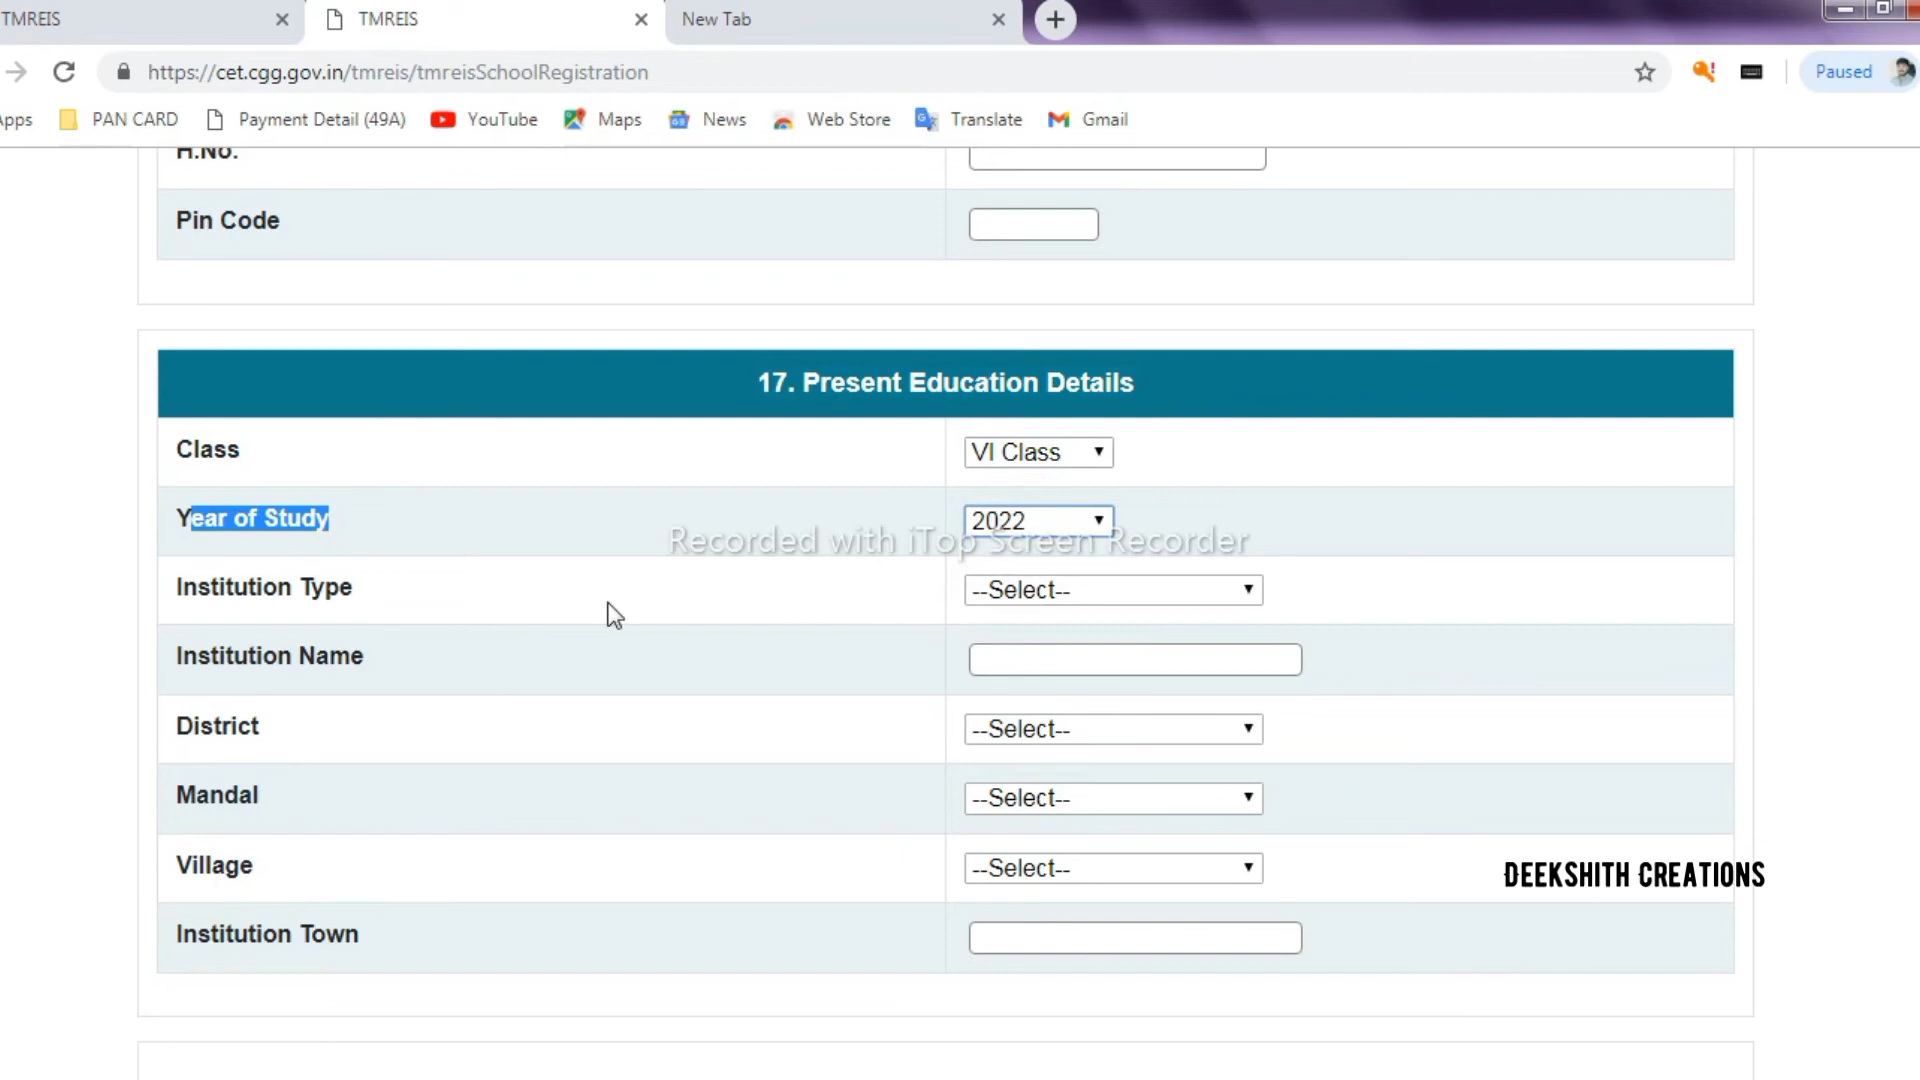 TMREIS
TMREIS
New Tab
https://cet.cgg.gov.in/tmreis/tmreisSchoolRegistration
Paused
Apps
PAN CARD
Payment Detail (49A)
YouTube
Maps
News
Web Store
Translate
Gmail
H.No.
Pin Code
17. Present Education Details
Class
VI Class
Year of Study
2022
Recorded with iTop Screen Recorder
Institution Type
--Select--
Institution Name
District
--Select--
Mandal
--Select--
Village
--Select--
DEEKSHITH CREATIONS
Institution Town